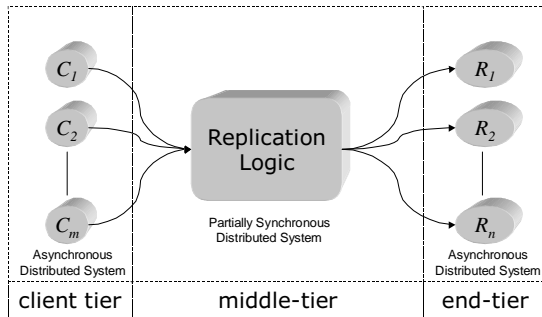 C1
C2
Cm
Asynchronous
Distributed System
client tier
Replication
Logic
Partially Synchronous
Distributed System
middle-tier
R1
R2
Rn
Asynchronous
Distributed System
end-tier